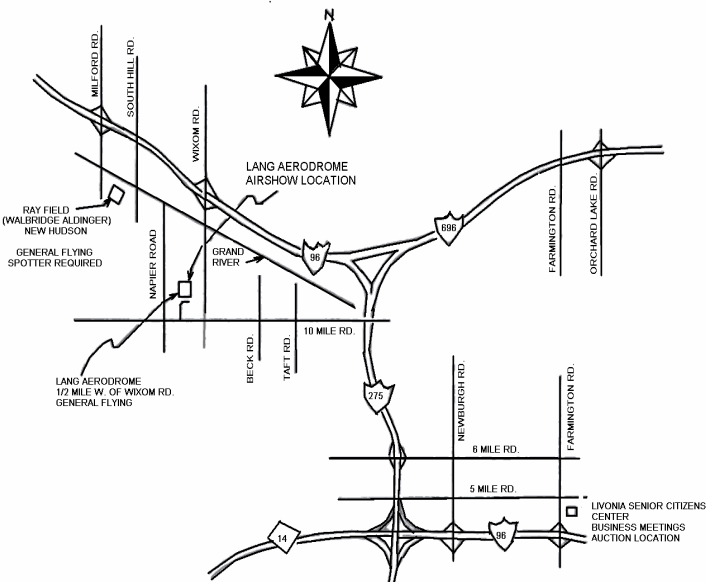 N
MILFORD RD.
SOUTH HILL RD.
WIXOM RD.
LANG AERODROME
AIRSHOW LOCATION
RAY FIELD
(WALBRIDGE ALDINGER)
NEW HUDSON
GENERAL FLYING
SPOTTER REQUIRED
NAPIER ROAD
GRAND
RIVER
96
696
FARMINGTON RD.
ORCHARD LAKE RD.
10 MILE RD.
BECK RD.
TAFT RD.
LANG AERODROME
1/2 MILE W. OF WIXOM RD.
GENERAL FLYING
275
NEWBURGH RD.
FARMINGTON RD.
6 MILE RD.
5 MILE RD.
LIVONIA SENIOR CITIZENS
CENTER
BUSINESS MEETINGS
AUCTION LOCATION
14
96